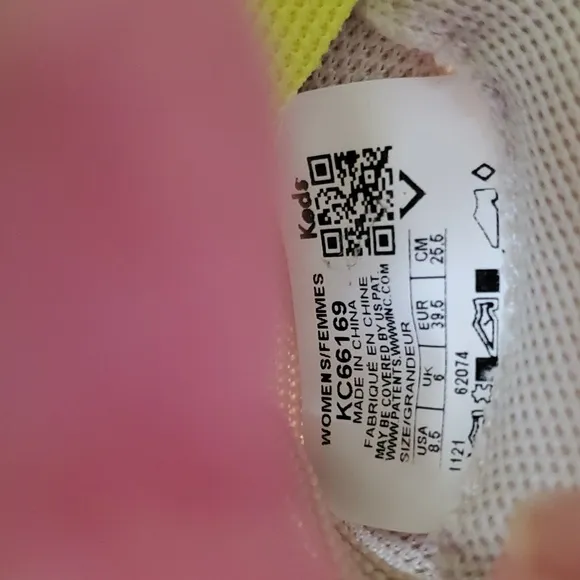 Keds
WOMENS/FEMMES
KC66169
MADE IN CHINA
FABRIQUÉ EN CHINE
MAY BE COVERED BY US PAT
WWW.PATENTS.WWWINC.COM
SIZE/GRANDEUR
USA UK EUR CM
8.5 6 39.5 25.5
1121 62074